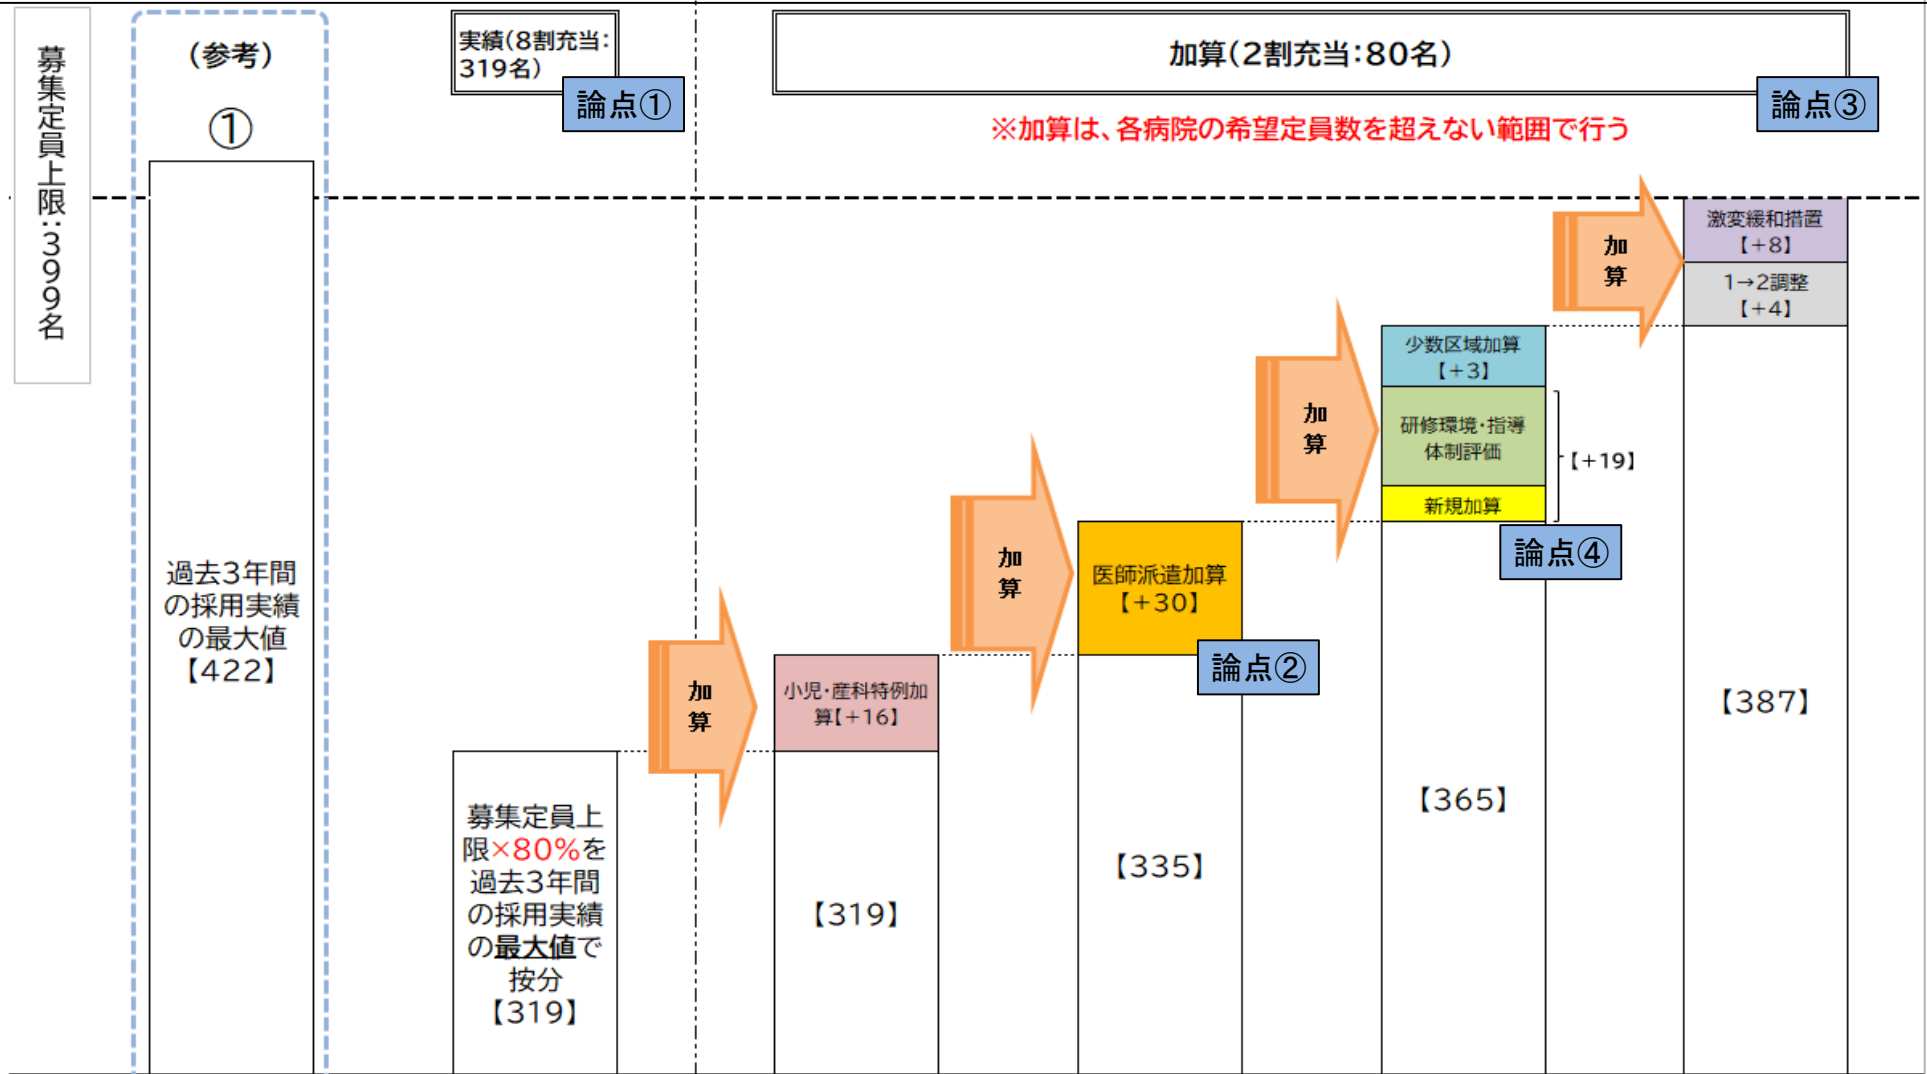 募集定員上限：399名
（参考）
①
過去3年間
の採用実績
の最大値
【422】
実績（8割充当：
319名）
論点①
加算（2割充当：80名）
論点③
※加算は、各病院の希望定員数を超えない範囲で行う
募集定員上
限×80%を
過去3年間
の採用実績
の最大値で
按分
【319】
加
算
小児・産科特例加
算【+16】
【319】
加
算
医師派遣加算
【+30】
論点②
【335】
加
算
少数区域加算
【+3】
研修環境・指導
体制評価
新規加算
【+19】
論点④
【365】
加
算
激変緩和措置
【+8】
1→2調整
【+4】
【387】